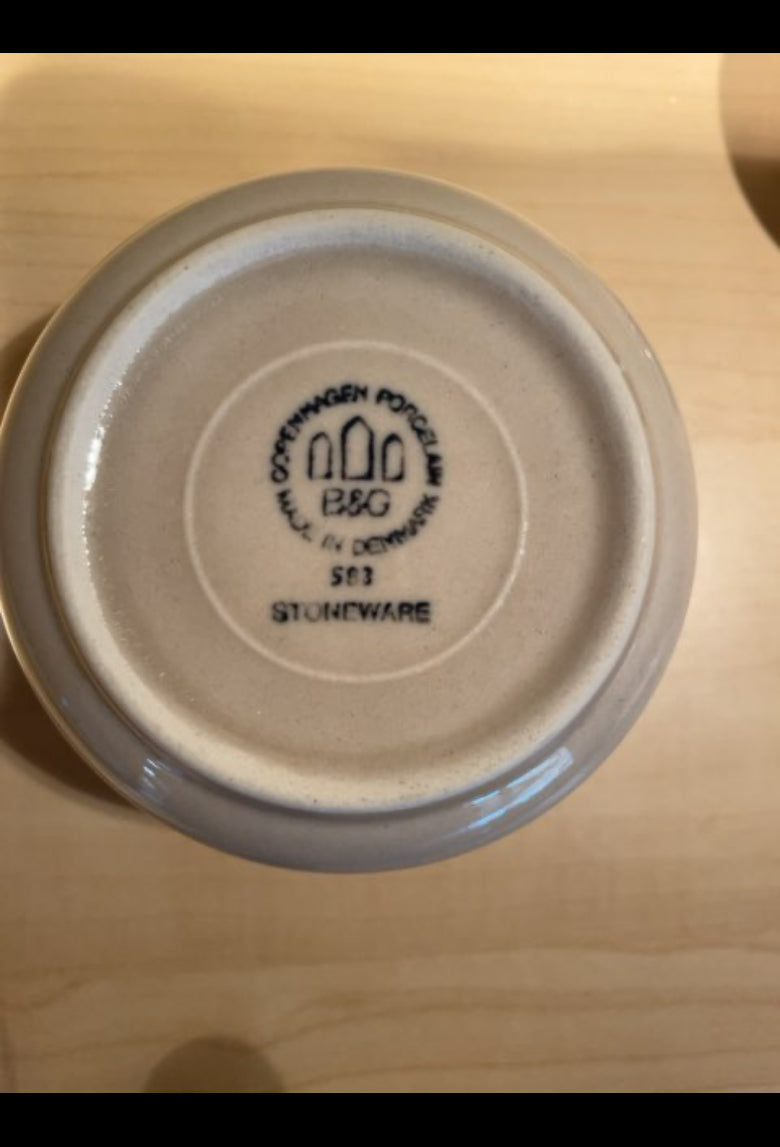 COPENHAGEN PORCELAIN
B&G
MADE IN DENMARK
583
STONEWARE